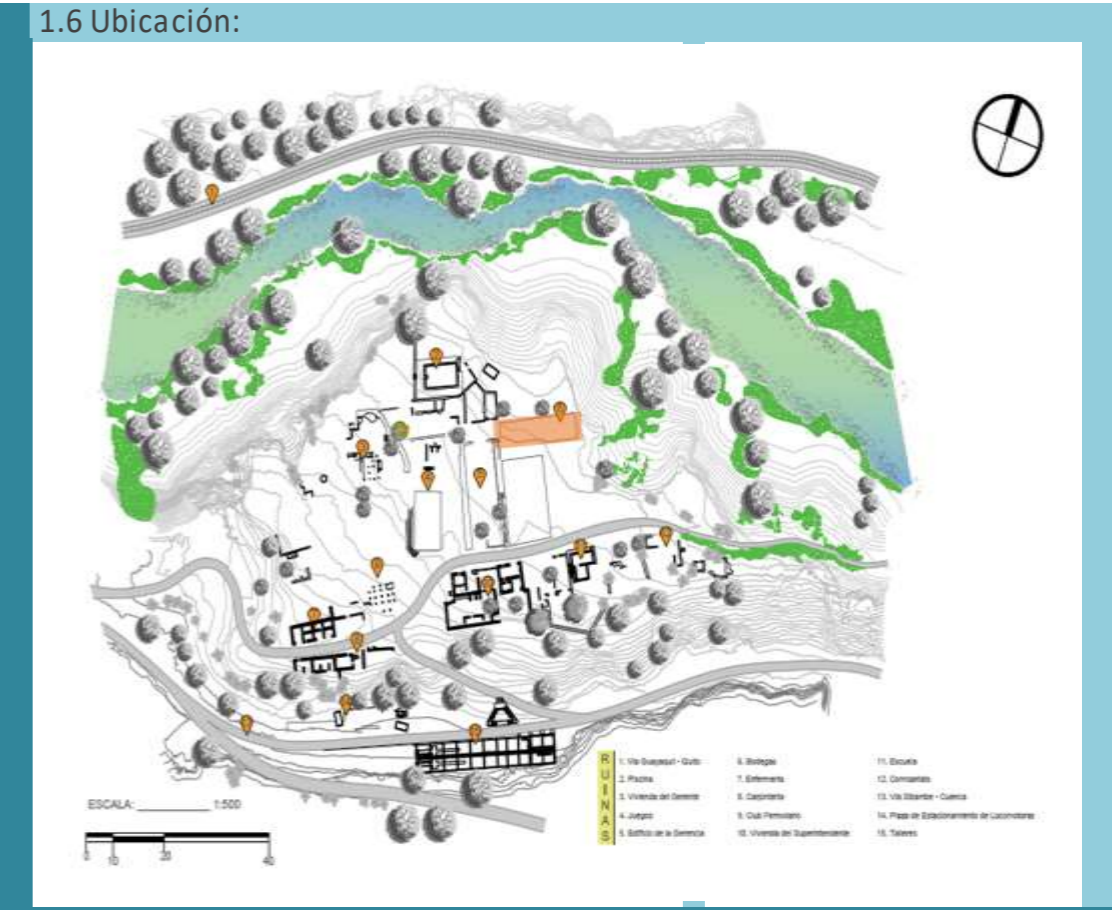 1.6 Ubicación:
ESCALA: ____________ 1:500
0 10 20 40
RUINAS
1. Vía Guayaquil - Quito
2. Piscina
3. Vivienda del Gerente
4. Juegos
5. Edificio de la Gerencia
6. Bodegas
7. Enfermería
8. Carpintería
9. Club Ferroviario
10. Vivienda del Superintendente
11. Escuela
12. Comisariato
13. Vía Sibambe - Cuenca
14. Plaza de Estacionamiento de Locomotoras
15. Talleres